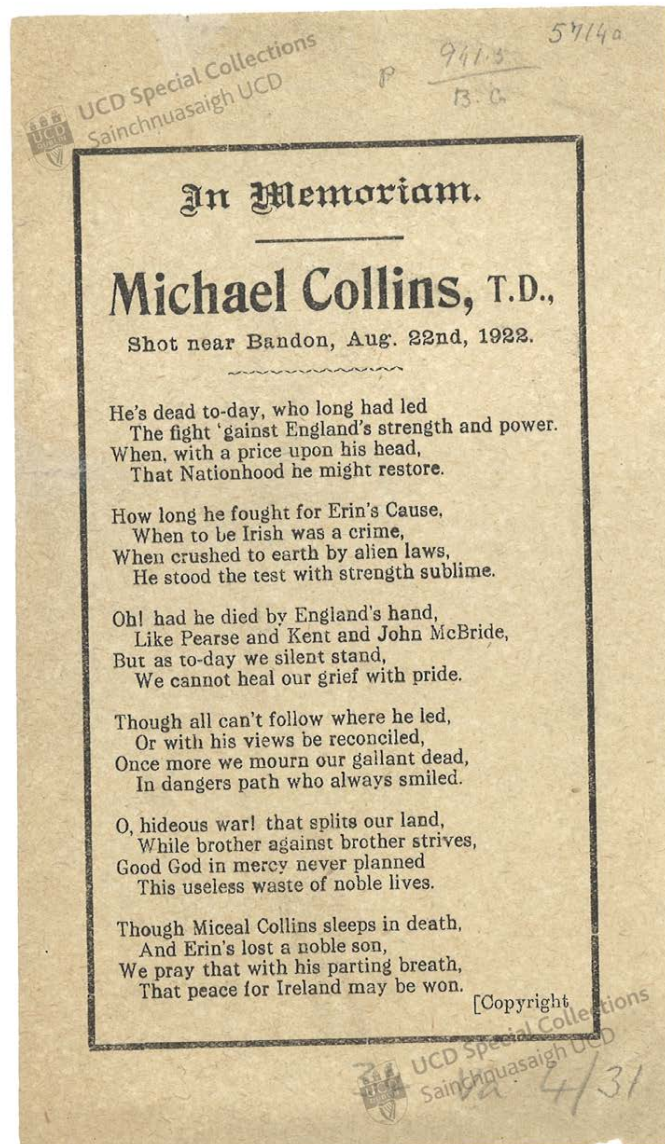 5714a
P 941.5
B. C
UCD Special Collections
Sainchnuasaigh UCD
UCD
DUBLIN
In Memoriam.
Michael Collins, T.D.,
Shot near Bandon, Aug. 22nd, 1922.
He's dead to-day, who long had led
The fight 'gainst England's strength and power.
When, with a price upon his head,
That Nationhood he might restore.
How long he fought for Erin's Cause,
When to be Irish was a crime,
When crushed to earth by alien laws,
He stood the test with strength sublime.
Oh! had he died by England's hand,
Like Pearse and Kent and John McBride,
But as to-day we silent stand,
We cannot heal our grief with pride.
Though all can't follow where he led,
Or with his views be reconciled,
Once more we mourn our gallant dead,
In dangers path who always smiled.
O, hideous war! that splits our land,
While brother against brother strives,
Good God in mercy never planned
This useless waste of noble lives.
Though Miceal Collins sleeps in death,
And Erin's lost a noble son,
We pray that with his parting breath,
That peace for Ireland may be won.
[Copyright
UCD Special Collections
Sainchnuasaigh UCD
4/31